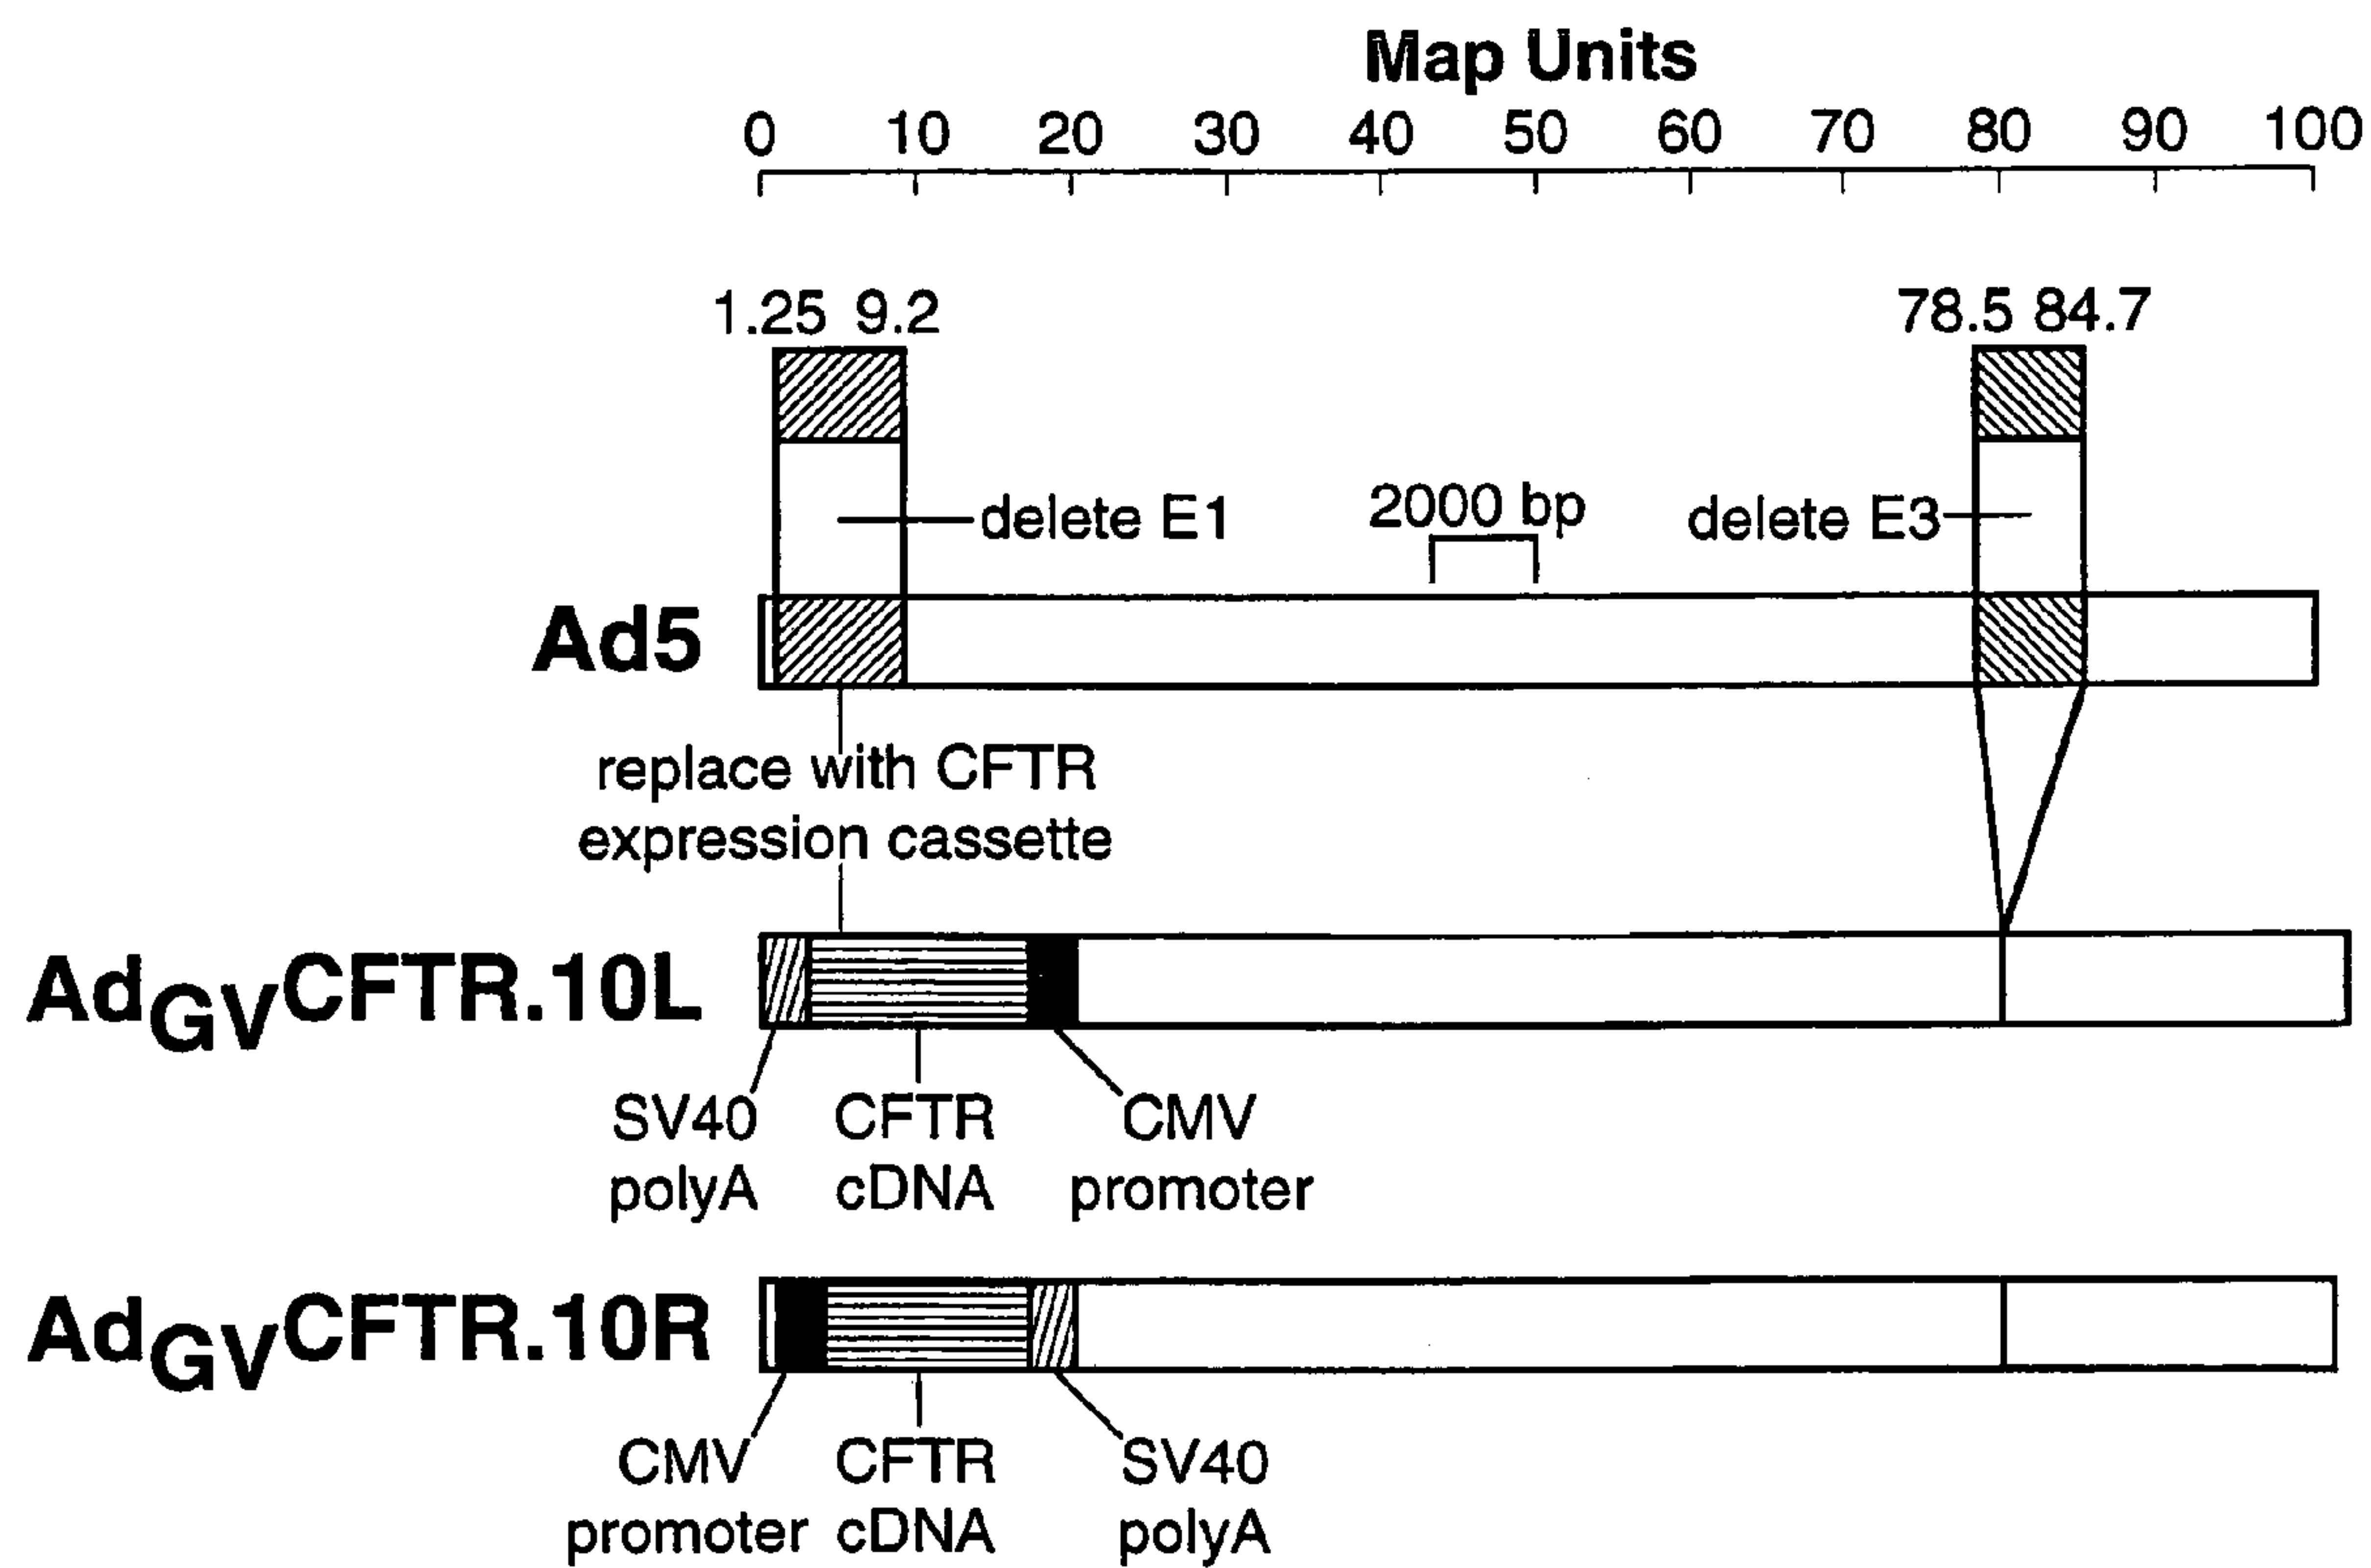 Map Units
0 10 20 30 40 50 60 70 80 90 100
1.25 9.2 78.5 84.7
delete E1 2000 bp delete E3
Ad5
replace with CFTR
expression cassette
AdGVCFTR.10L
SV40 CFTR CMV
polyA cDNA promoter
AdGVCFTR.10R
CMV CFTR SV40
promoter cDNA polyA